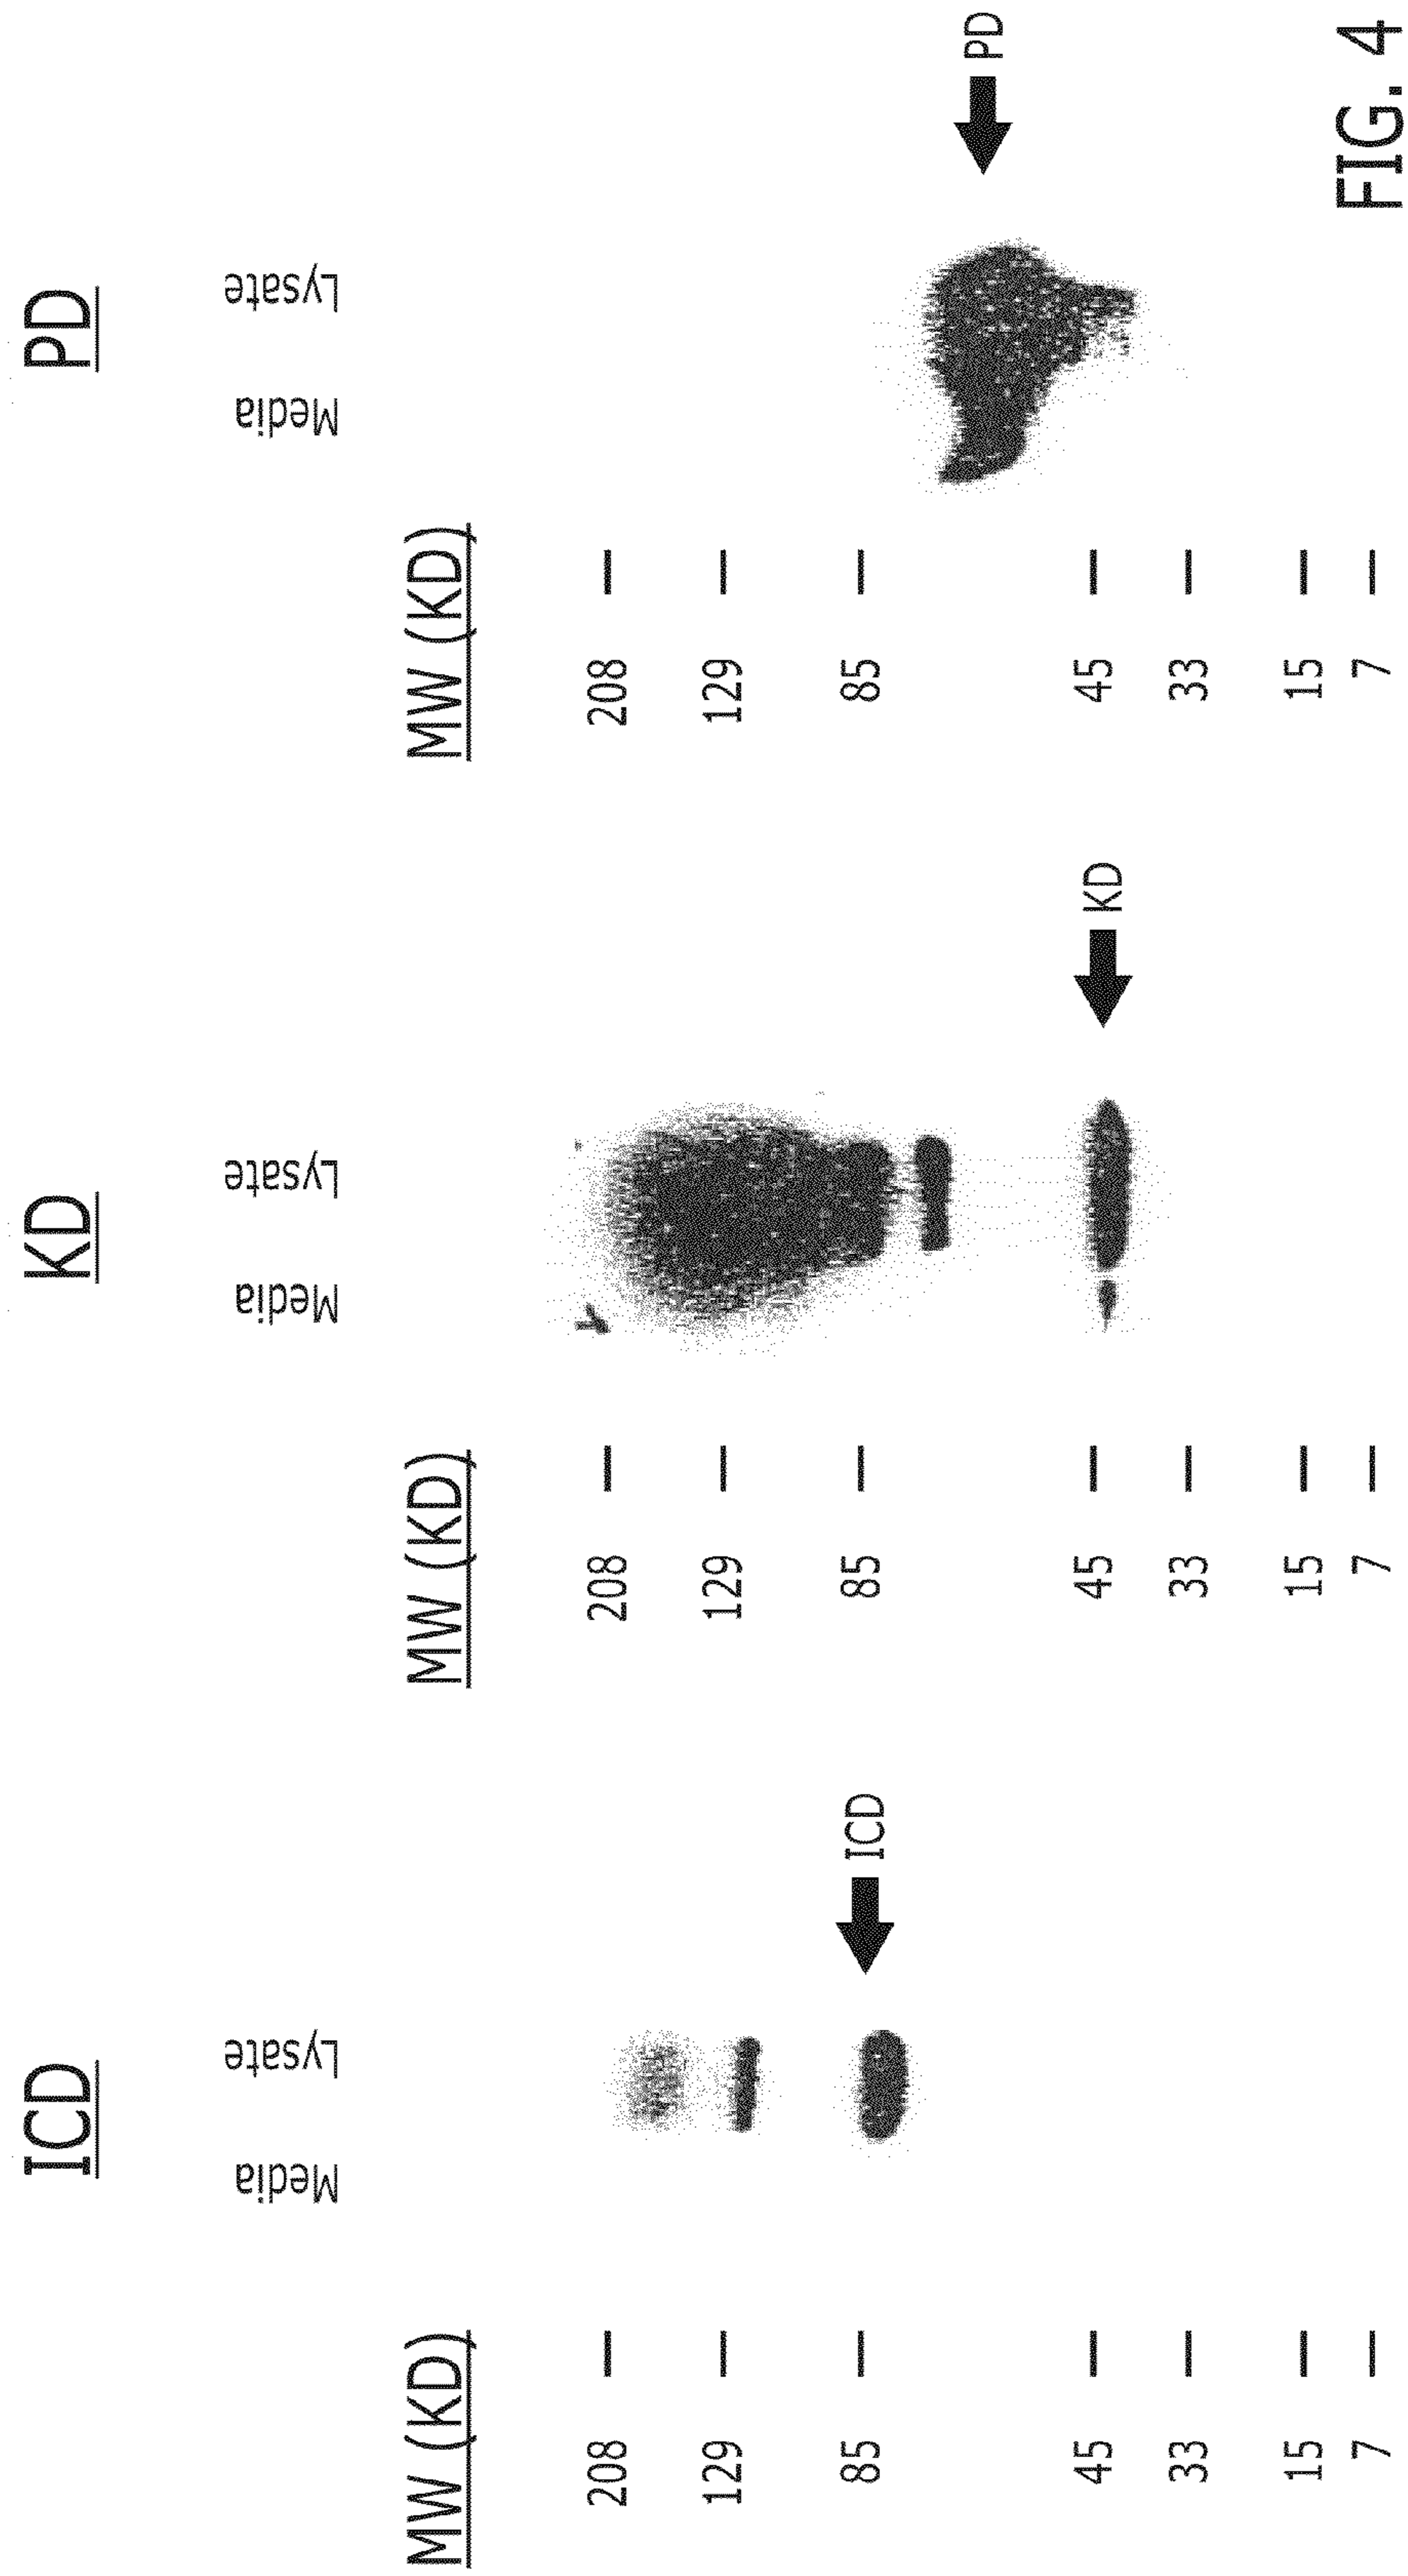 ICD
Media
Lysate
MW (KD)
208
129
85
45
33
15
7
ICD
KD
Media
Lysate
MW (KD)
208
129
85
45
33
15
7
KD
PD
Media
Lysate
MW (KD)
208
129
85
45
33
15
7
PD
FIG. 4